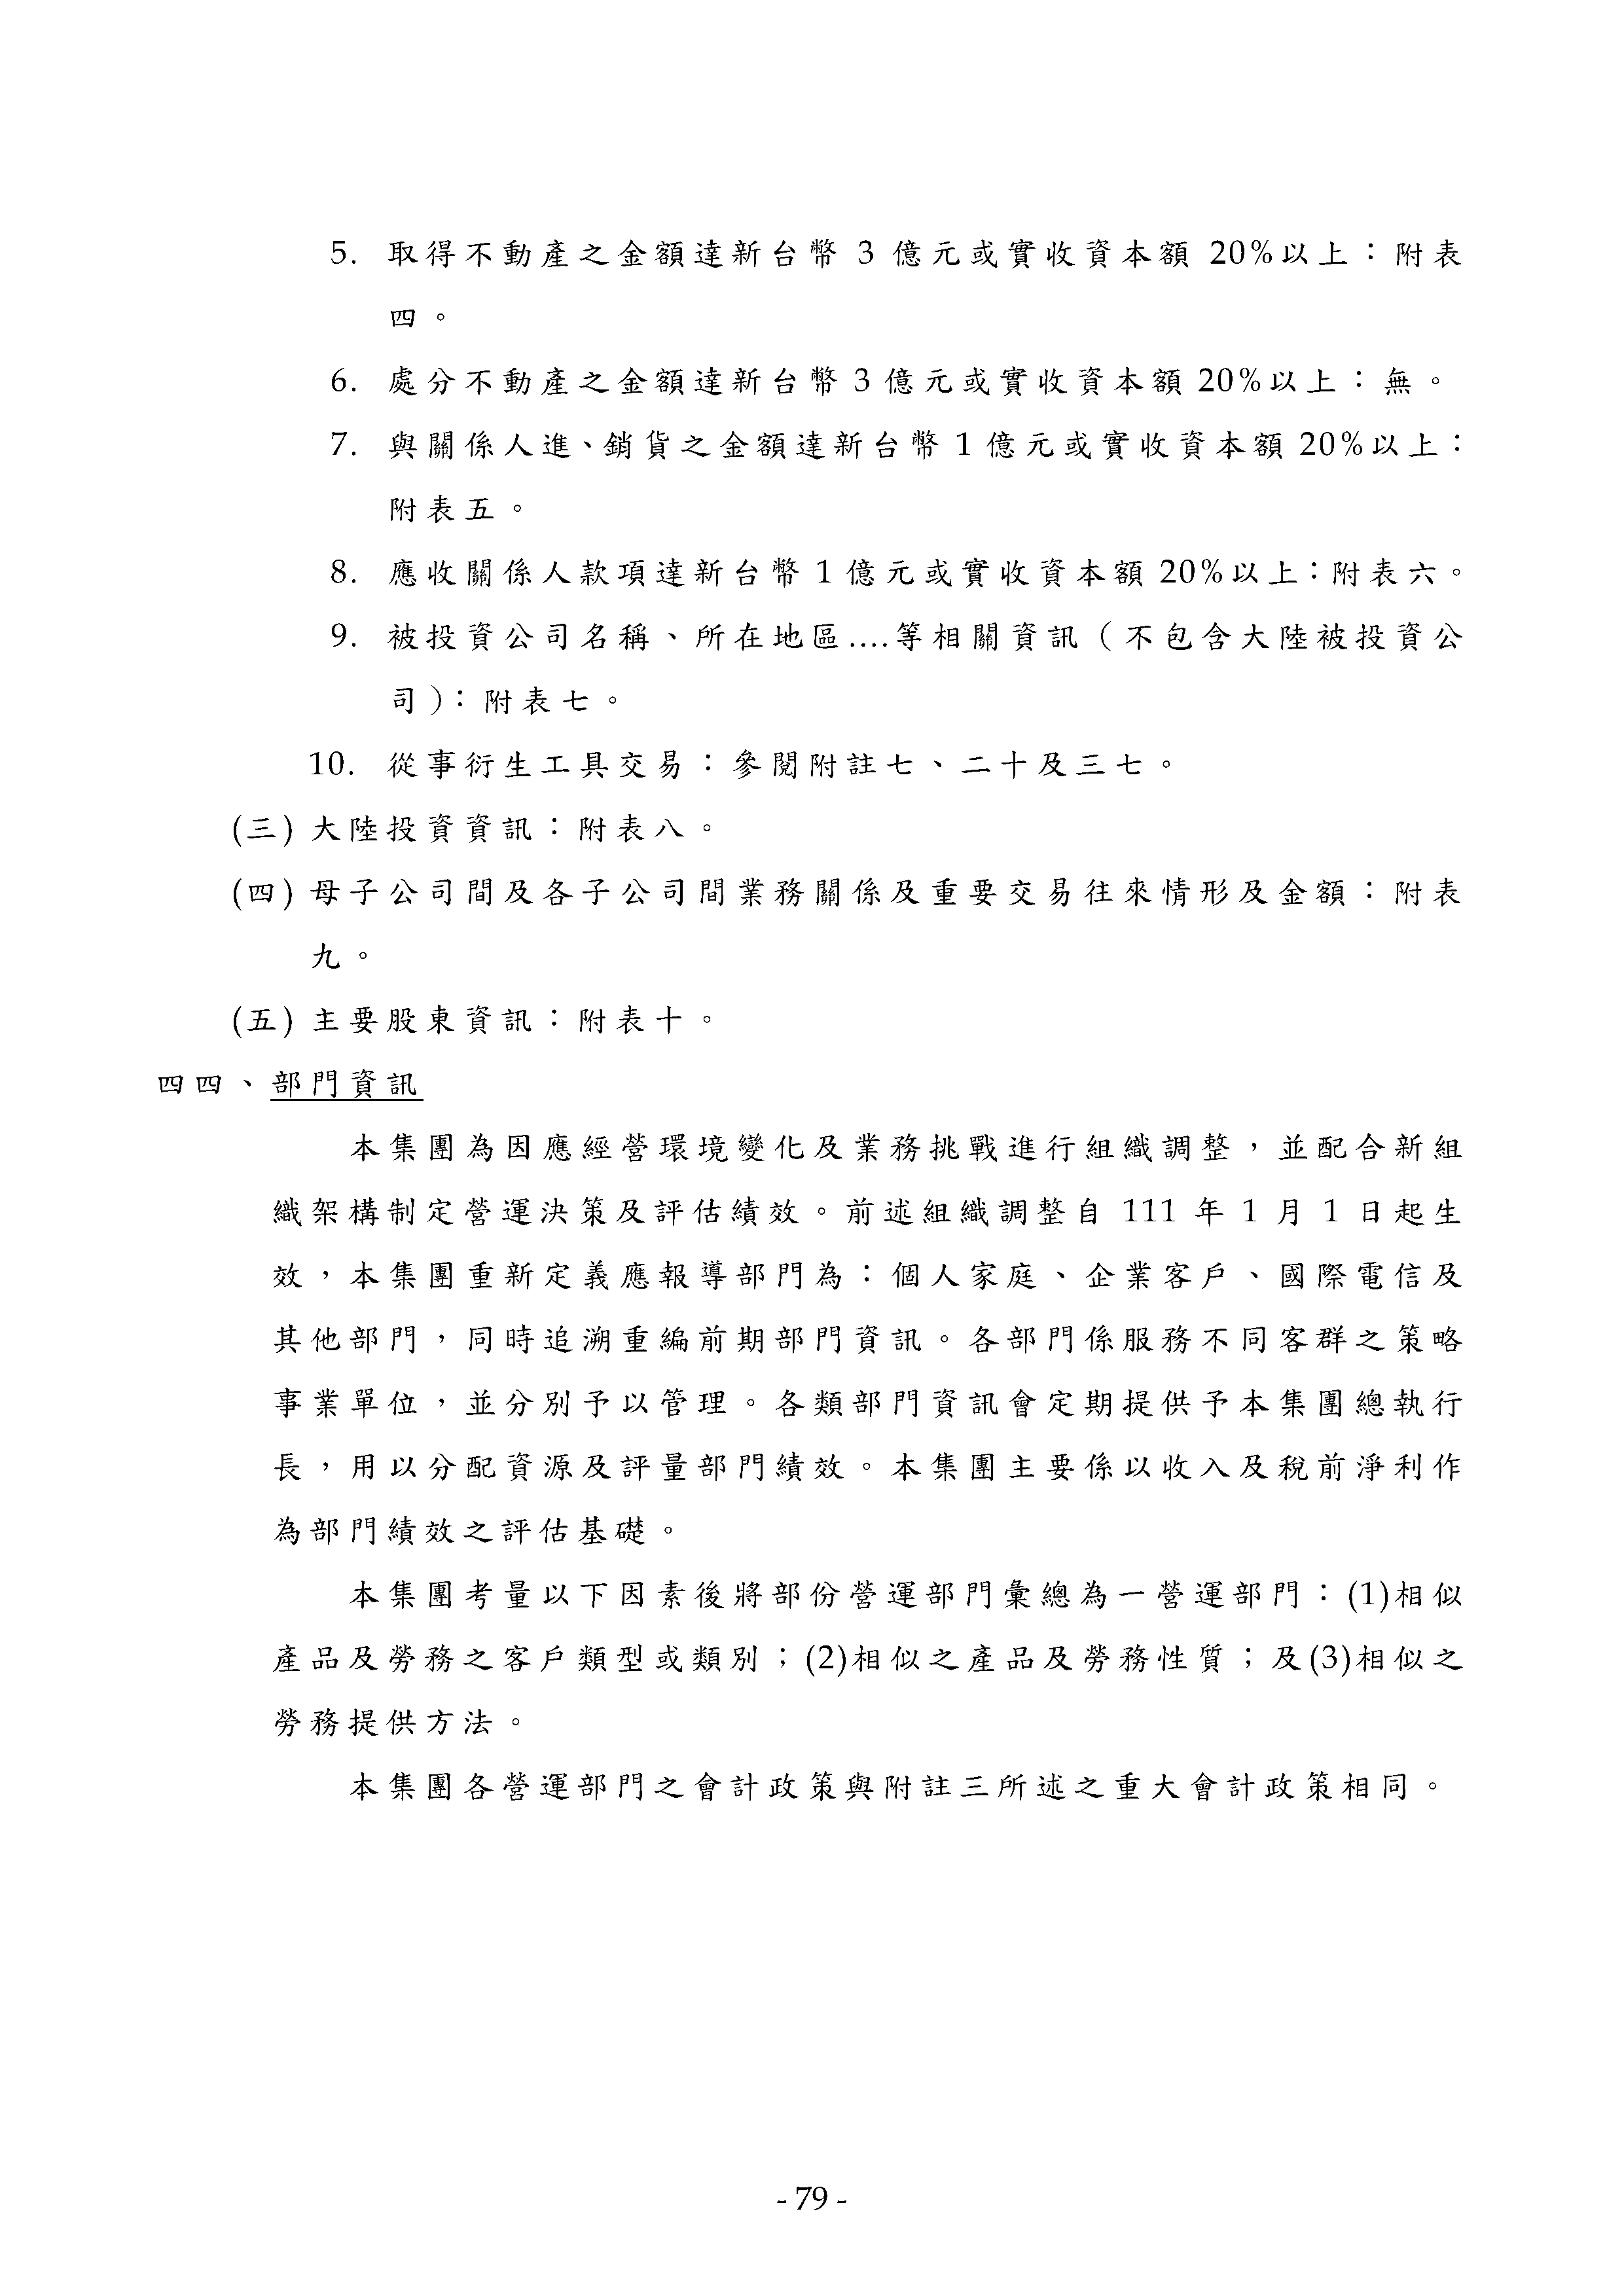 5. 取得不動產之金額達新台幣 3 億元或實收資本額 20%以上：附表
四。
6. 處分不動產之金額達新台幣 3 億元或實收資本額 20%以上：無。
7. 與關係人進、銷貨之金額達新台幣 1 億元或實收資本額 20%以上：
附表五。
8. 應收關係人款項達新台幣 1 億元或實收資本額 20%以上：附表六。
9. 被投資公司名稱、所在地區....等相關資訊（不包含大陸被投資公
司）：附表七。
10. 從事衍生工具交易：參閱附註七、二十及三七。
(三) 大陸投資資訊：附表八。
(四) 母子公司間及各子公司間業務關係及重要交易往來情形及金額：附表
九。
(五) 主要股東資訊：附表十。
四四、部門資訊
本集團為因應經營環境變化及業務挑戰進行組織調整，並配合新組
織架構制定營運決策及評估績效。前述組織調整自 111 年 1 月 1 日起生
效，本集團重新定義應報導部門為：個人家庭、企業客戶、國際電信及
其他部門，同時追溯重編前期部門資訊。各部門係服務不同客群之策略
事業單位，並分別予以管理。各類部門資訊會定期提供予本集團總執行
長，用以分配資源及評量部門績效。本集團主要係以收入及稅前淨利作
為部門績效之評估基礎。
本集團考量以下因素後將部份營運部門彙總為一營運部門：(1)相似
產品及勞務之客戶類型或類別；(2)相似之產品及勞務性質；及(3)相似之
勞務提供方法。
本集團各營運部門之會計政策與附註三所述之重大會計政策相同。
- 79 -